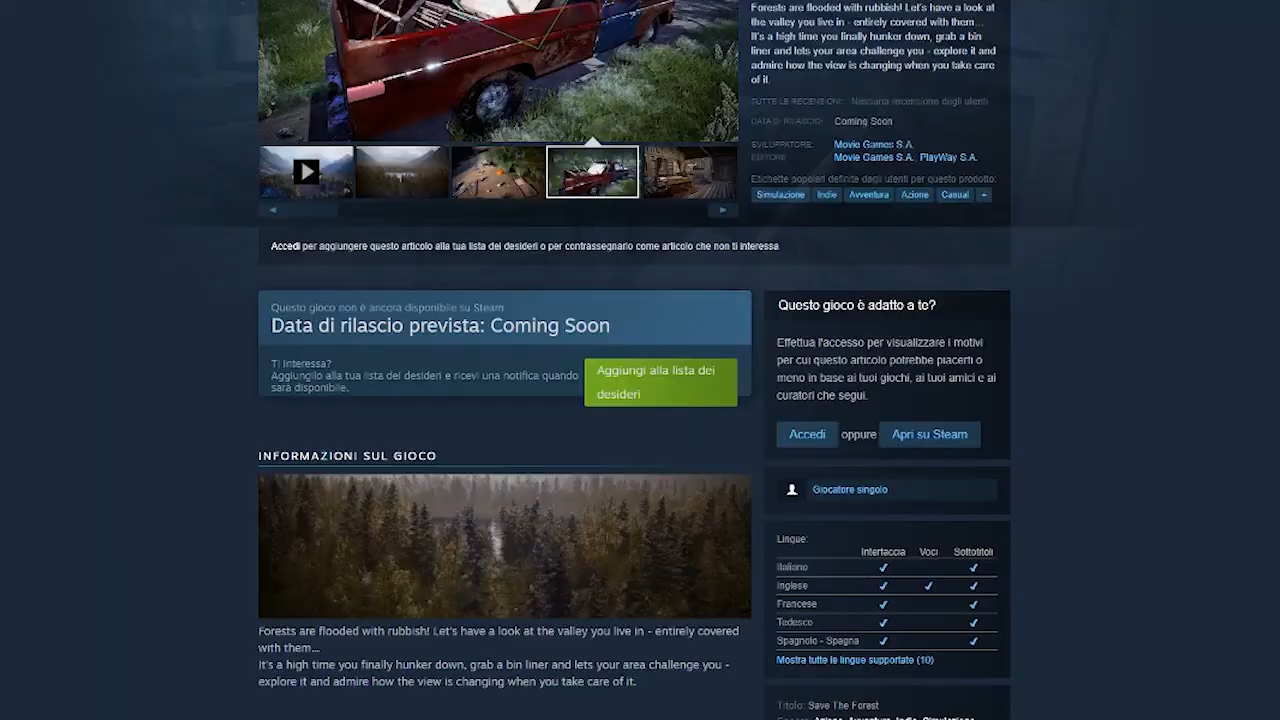 Forests are flooded with rubbish! Let's have a look at
the valley you live in - entirely covered with them...
It's a high time you finally hunker down, grab a bin
liner and lets your area challenge you - explore it and
admire how the view is changing when you take care
of it.
TUTTE LE RECENSIONI: Nessuna recensione degli utenti
DATA DI RILASCIO: Coming Soon
SVILUPPATORE: Movie Games S.A.
EDITORE: Movie Games S.A., PlayWay S.A.
Etichette popolari definite dagli utenti per questo prodotto:
Simulazione Indie Avventura Azione Casual +
Accedi per aggiungere questo articolo alla tua lista dei desideri o per contrassegnarlo come articolo che non ti interessa
Questo gioco non è ancora disponibile su Steam
Data di rilascio prevista: Coming Soon
Ti interessa?
Aggiungilo alla tua lista dei desideri e ricevi una notifica quando
sarà disponibile.
Aggiungi alla lista dei
desideri
INFORMAZIONI SUL GIOCO
Forests are flooded with rubbish! Let's have a look at the valley you live in - entirely covered
with them...
It's a high time you finally hunker down, grab a bin liner and lets your area challenge you -
explore it and admire how the view is changing when you take care of it.
Questo gioco è adatto a te?
Effettua l'accesso per visualizzare i motivi
per cui questo articolo potrebbe piacerti o
meno in base ai tuoi giochi, ai tuoi amici e ai
curatori che segui.
Accedi oppure Apri su Steam
Giocatore singolo
Lingue:
Interfaccia Voci Sottotitoli
Italiano ✔ ✔
Inglese ✔ ✔ ✔
Francese ✔ ✔
Tedesco ✔ ✔
Spagnolo - Spagna ✔ ✔
Mostra tutte le lingue supportate (10)
Titolo: Save The Forest
Genere: Azione, Avventura, Indie, Simulazione